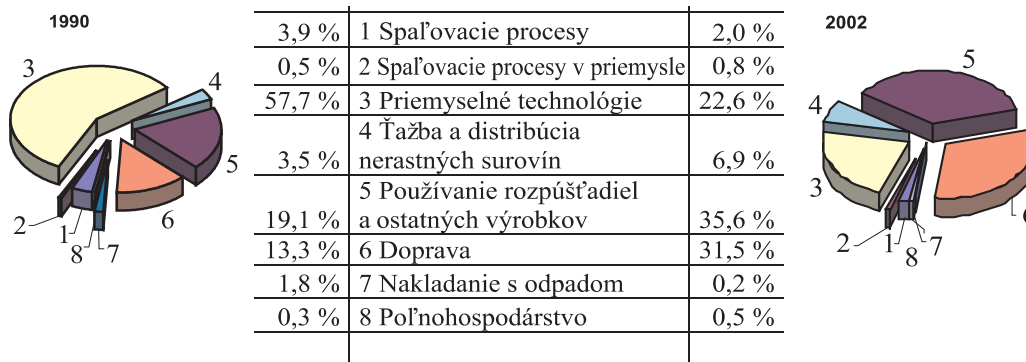 1990
2002
3,9 % 1 Spaľovacie procesy 2,0 %
0,5 % 2 Spaľovacie procesy v priemysle 0,8 %
57,7 % 3 Priemyselné technológie 22,6 %
4 Ťažba a distribúcia
3,5 % nerastných surovín 6,9 %
5 Používanie rozpúšťadiel
19,1 % a ostatných výrobkov 35,6 %
13,3 % 6 Doprava 31,5 %
1,8 % 7 Nakladanie s odpadom 0,2 %
0,3 % 8 Poľnohospodárstvo 0,5 %
3
4
5
6
7
8
1
2
5
4
3
2
1
8
7
6